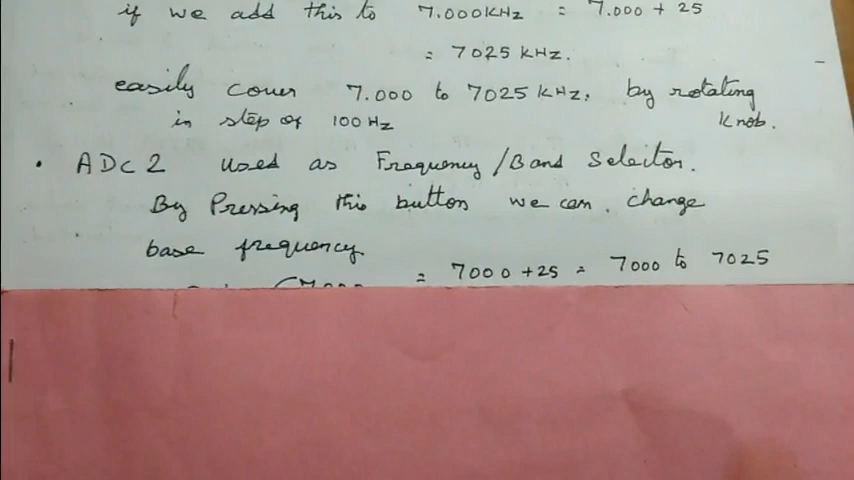 if we add this to 7.000KHz = 7.000 + 25
= 7025 KHz.
easily cover 7.000 to 7025 KHz, by rotating
in step of 100 Hz Knob.
• ADC 2 used as Frequency/Band Selector.
By Pressing this button we can. change
base frequency
= 7000 +25 = 7000 to 7025